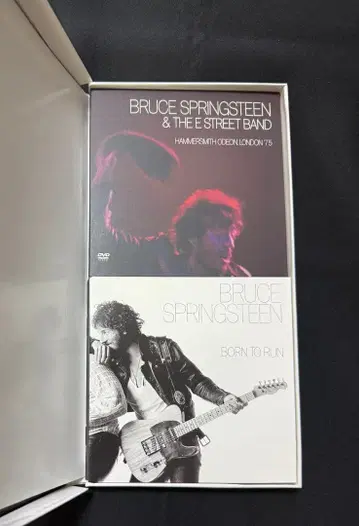 BRUCE SPRINGSTEEN
& THE E STREET BAND
HAMMERSMITH ODEON LONDON '75
DVD
BRUCE
SPRINGSTEEN
BORN TO RUN